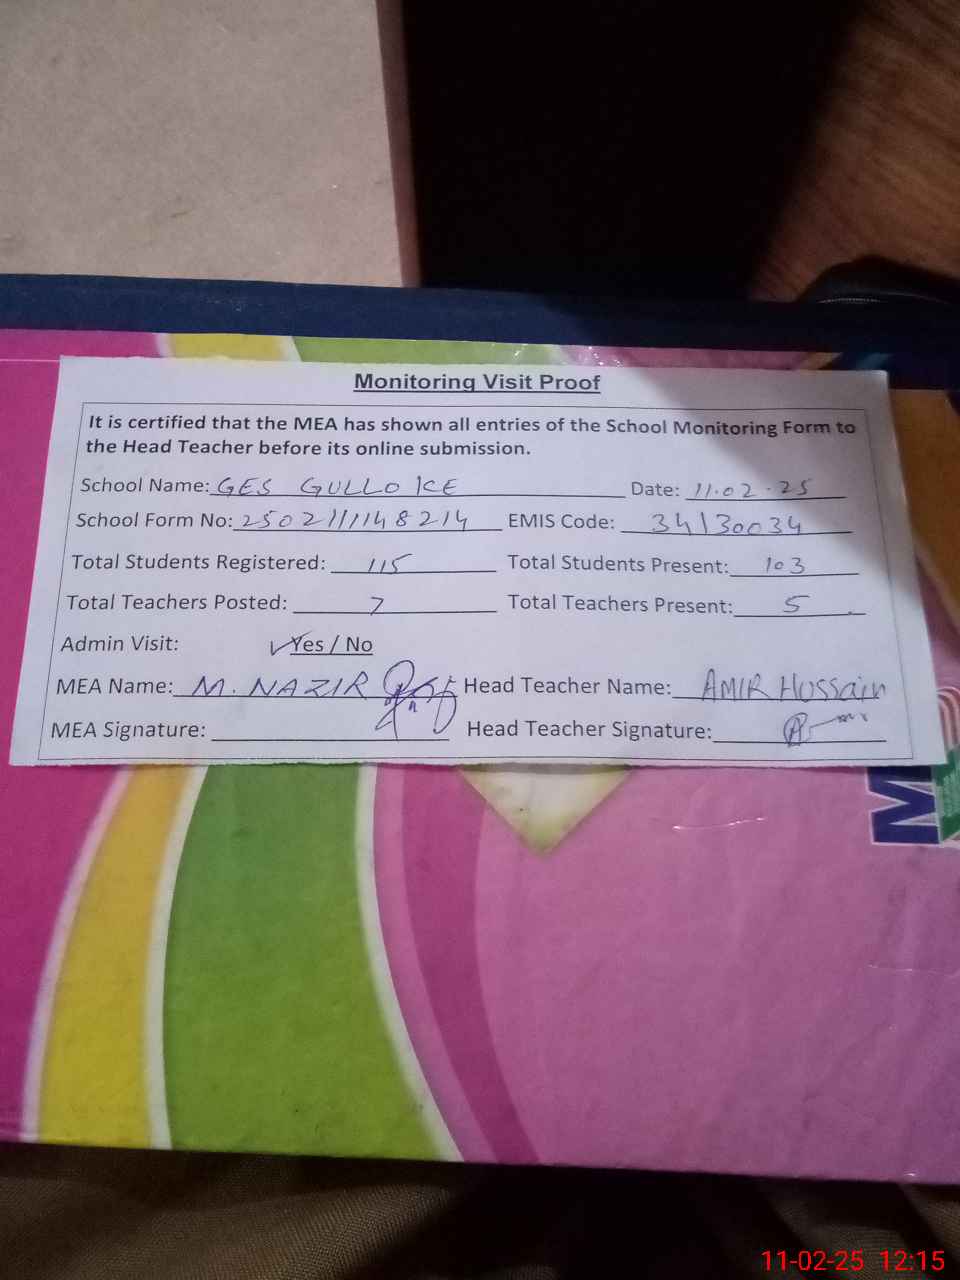 Monitoring Visit Proof
It is certified that the MEA has shown all entries of the School Monitoring Form to
the Head Teacher before its online submission.
School Name: GES GULLO KE Date: 11.02.25
School Form No: EMIS Code: 34130034
Total Students Registered: 115 Total Students Present: 103
Total Teachers Posted: 7 Total Teachers Present: 5
Admin Visit: ✓Yes / No
MEA Name: M. NAZIR Head Teacher Name: AMIR HUSSAIN
MEA Signature: Head Teacher Signature:
M
11-02-25 12:15